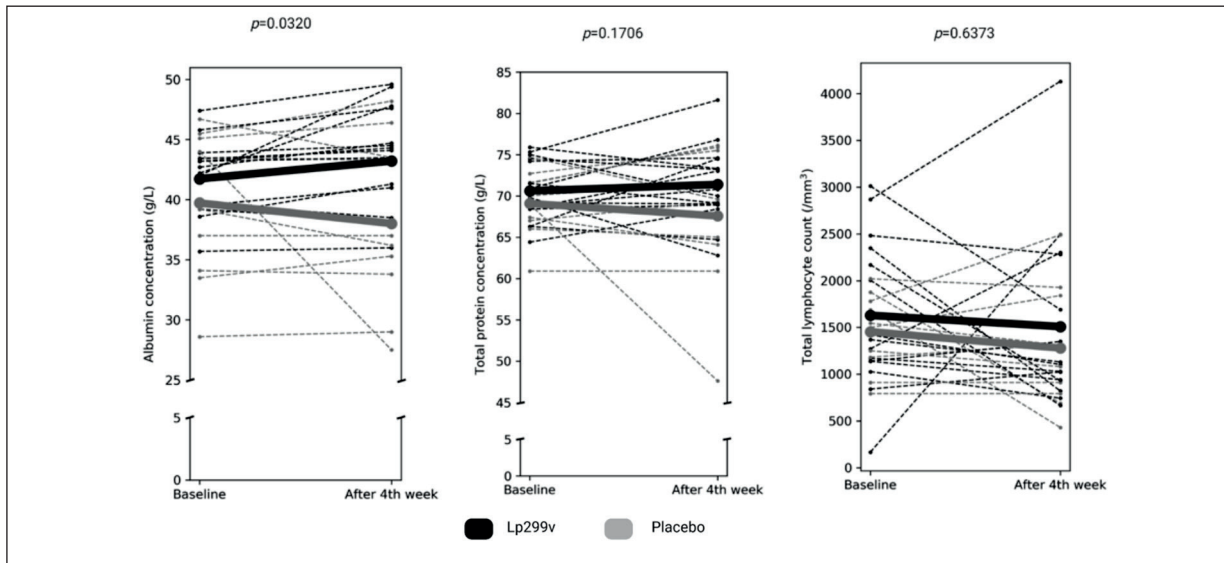 p=0.0320
p=0.1706
p=0.6373
Albumin concentration (g/L)
50
45
40
35
30
25
5
0
Baseline
After 4th week
Total protein concentration (g/L)
85
80
75
70
65
60
55
50
45
5
0
Baseline
After 4th week
Total lymphocyte count (/mm³)
4000
3500
3000
2500
2000
1500
1000
500
0
Baseline
After 4th week
Lp299v
Placebo